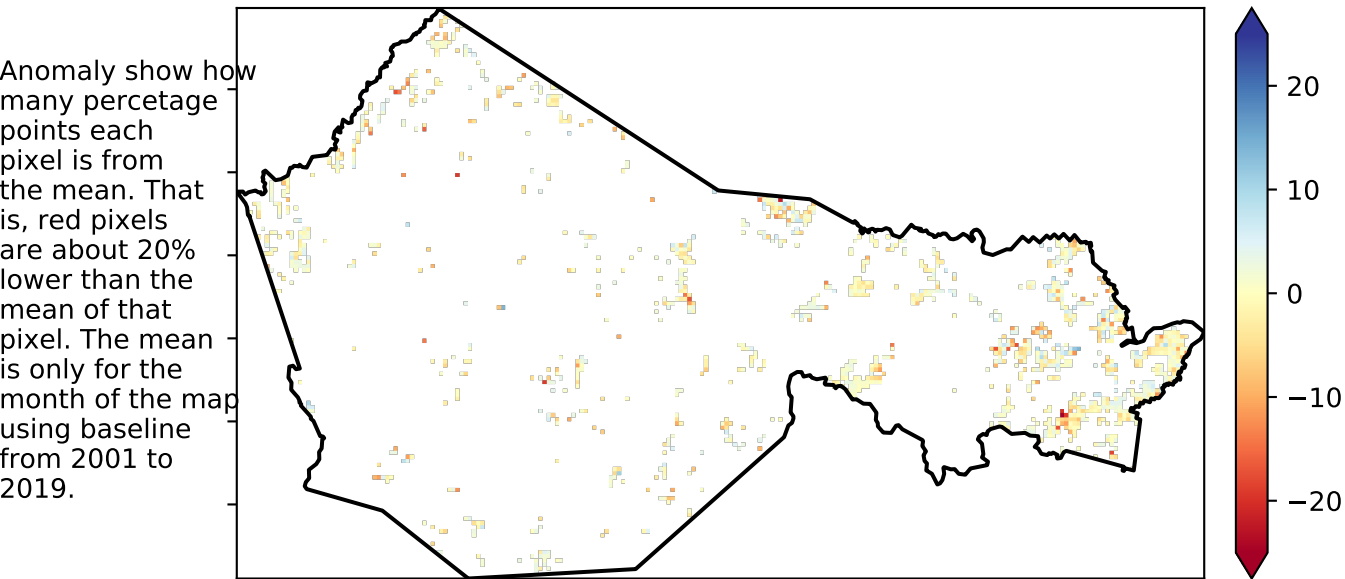 Anomaly show how
many percetage
points each
pixel is from
the mean. That
is, red pixels
are about 20%
lower than the
mean of that
pixel. The mean
is only for the
month of the map
using baseline
from 2001 to
2019.
20
10
0
−10
−20